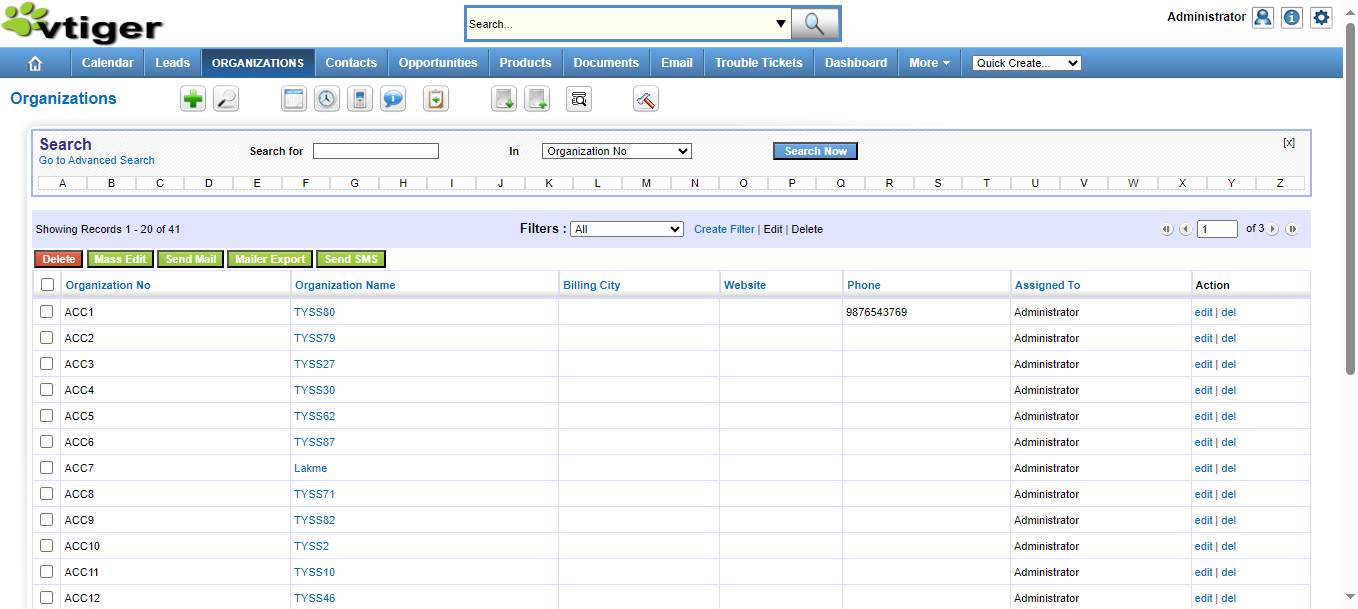 vtiger
Search...
Administrator
Calendar Leads ORGANIZATIONS Contacts Opportunities Products Documents Email Trouble Tickets Dashboard More Quick Create...
Organizations
Search
Go to Advanced Search
Search for In Organization No Search Now [x]
A B C D E F G H I J K L M N O P Q R S T U V W X Y Z
Showing Records 1 - 20 of 41 Filters : All Create Filter | Edit | Delete 1 of 3
Delete Mass Edit Send Mail Mailer Export Send SMS
Organization No Organization Name Billing City Website Phone Assigned To Action
ACC1 TYSS80 9876543769 Administrator edit | del
ACC2 TYSS79 Administrator edit | del
ACC3 TYSS27 Administrator edit | del
ACC4 TYSS30 Administrator edit | del
ACC5 TYSS62 Administrator edit | del
ACC6 TYSS87 Administrator edit | del
ACC7 Lakme Administrator edit | del
ACC8 TYSS71 Administrator edit | del
ACC9 TYSS82 Administrator edit | del
ACC10 TYSS2 Administrator edit | del
ACC11 TYSS10 Administrator edit | del
ACC12 TYSS46 Administrator edit | del